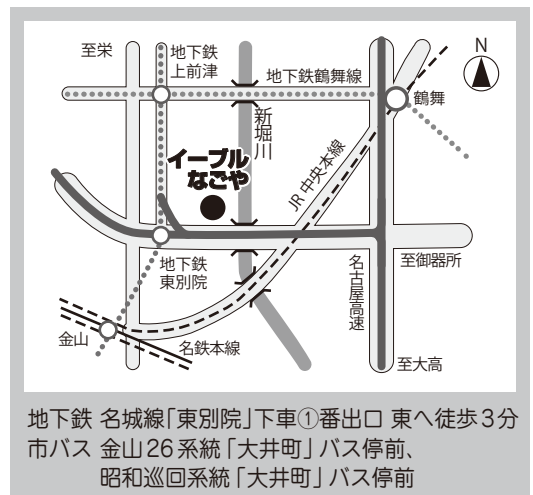 至栄
地下鉄
上前津
地下鉄鶴舞線
N
鶴舞
新堀川
イーブル
なごや
JR中央本線
地下鉄
東別院
名古屋高速
至御器所
金山
名鉄本線
至大高
地下鉄 名城線「東別院」下車①番出口 東へ徒歩3分
市バス 金山26系統「大井町」バス停前、
昭和巡回系統「大井町」バス停前